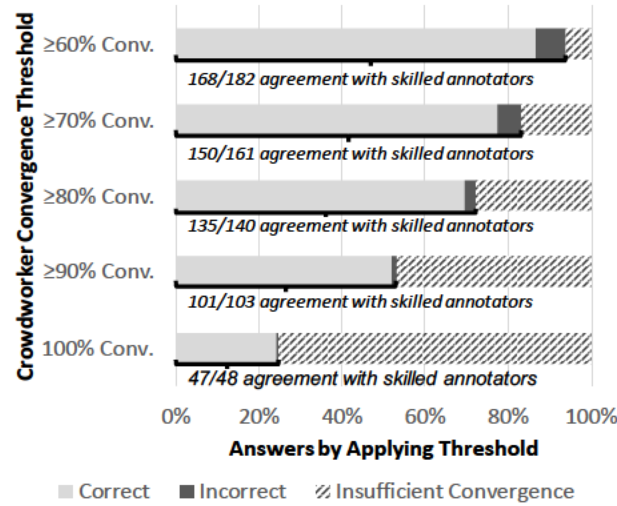 Crowdworker Convergence Threshold
≥60% Conv.
168/182 agreement with skilled annotators
≥70% Conv.
150/161 agreement with skilled annotators
≥80% Conv.
135/140 agreement with skilled annotators
≥90% Conv.
101/103 agreement with skilled annotators
100% Conv.
47/48 agreement with skilled annotators
0% 20% 40% 60% 80% 100%
Answers by Applying Threshold
Correct Incorrect Insufficient Convergence